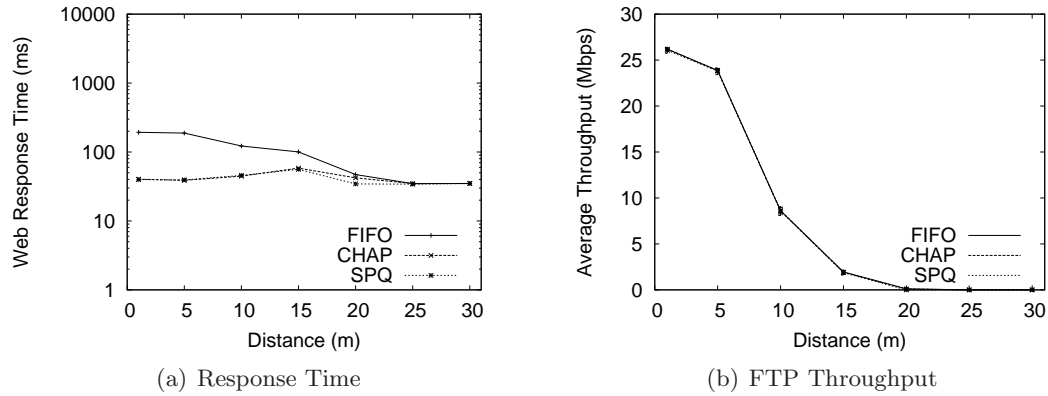 10000
1000
100
10
1
Web Response Time (ms)
FIFO
CHAP
SPQ
0 5 10 15 20 25 30
Distance (m)
(a) Response Time
30
25
20
15
10
5
0
Average Throughput (Mbps)
FIFO
CHAP
SPQ
0 5 10 15 20 25 30
Distance (m)
(b) FTP Throughput